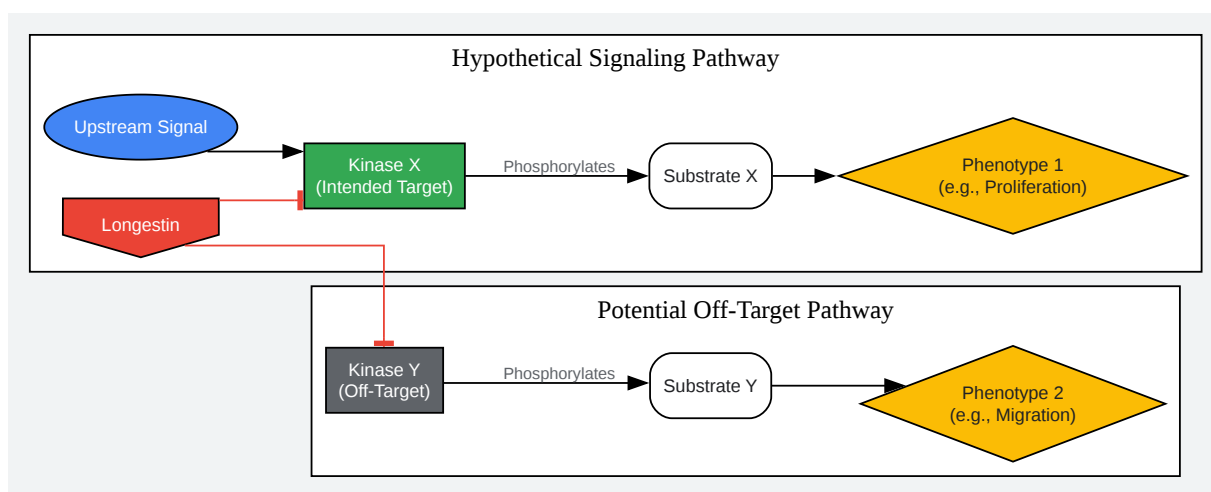 Hypothetical Signaling Pathway
Upstream Signal
Kinase X
(Intended Target)
Phosphorylates
Substrate X
Phenotype 1
(e.g., Proliferation)
Longestin
Potential Off-Target Pathway
Kinase Y
(Off-Target)
Phosphorylates
Substrate Y
Phenotype 2
(e.g., Migration)